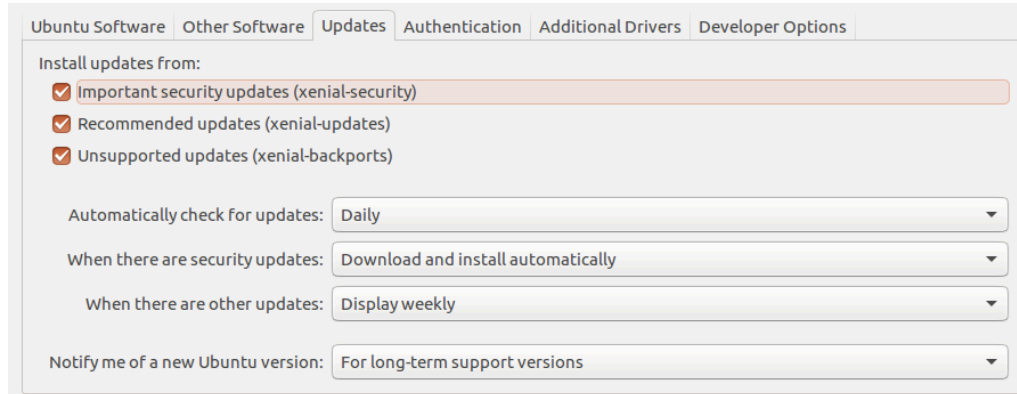 Ubuntu Software Other Software Updates Authentication Additional Drivers Developer Options
Install updates from:
Important security updates (xenial-security)
Recommended updates (xenial-updates)
Unsupported updates (xenial-backports)
Automatically check for updates: Daily
When there are security updates: Download and install automatically
When there are other updates: Display weekly
Notify me of a new Ubuntu version: For long-term support versions